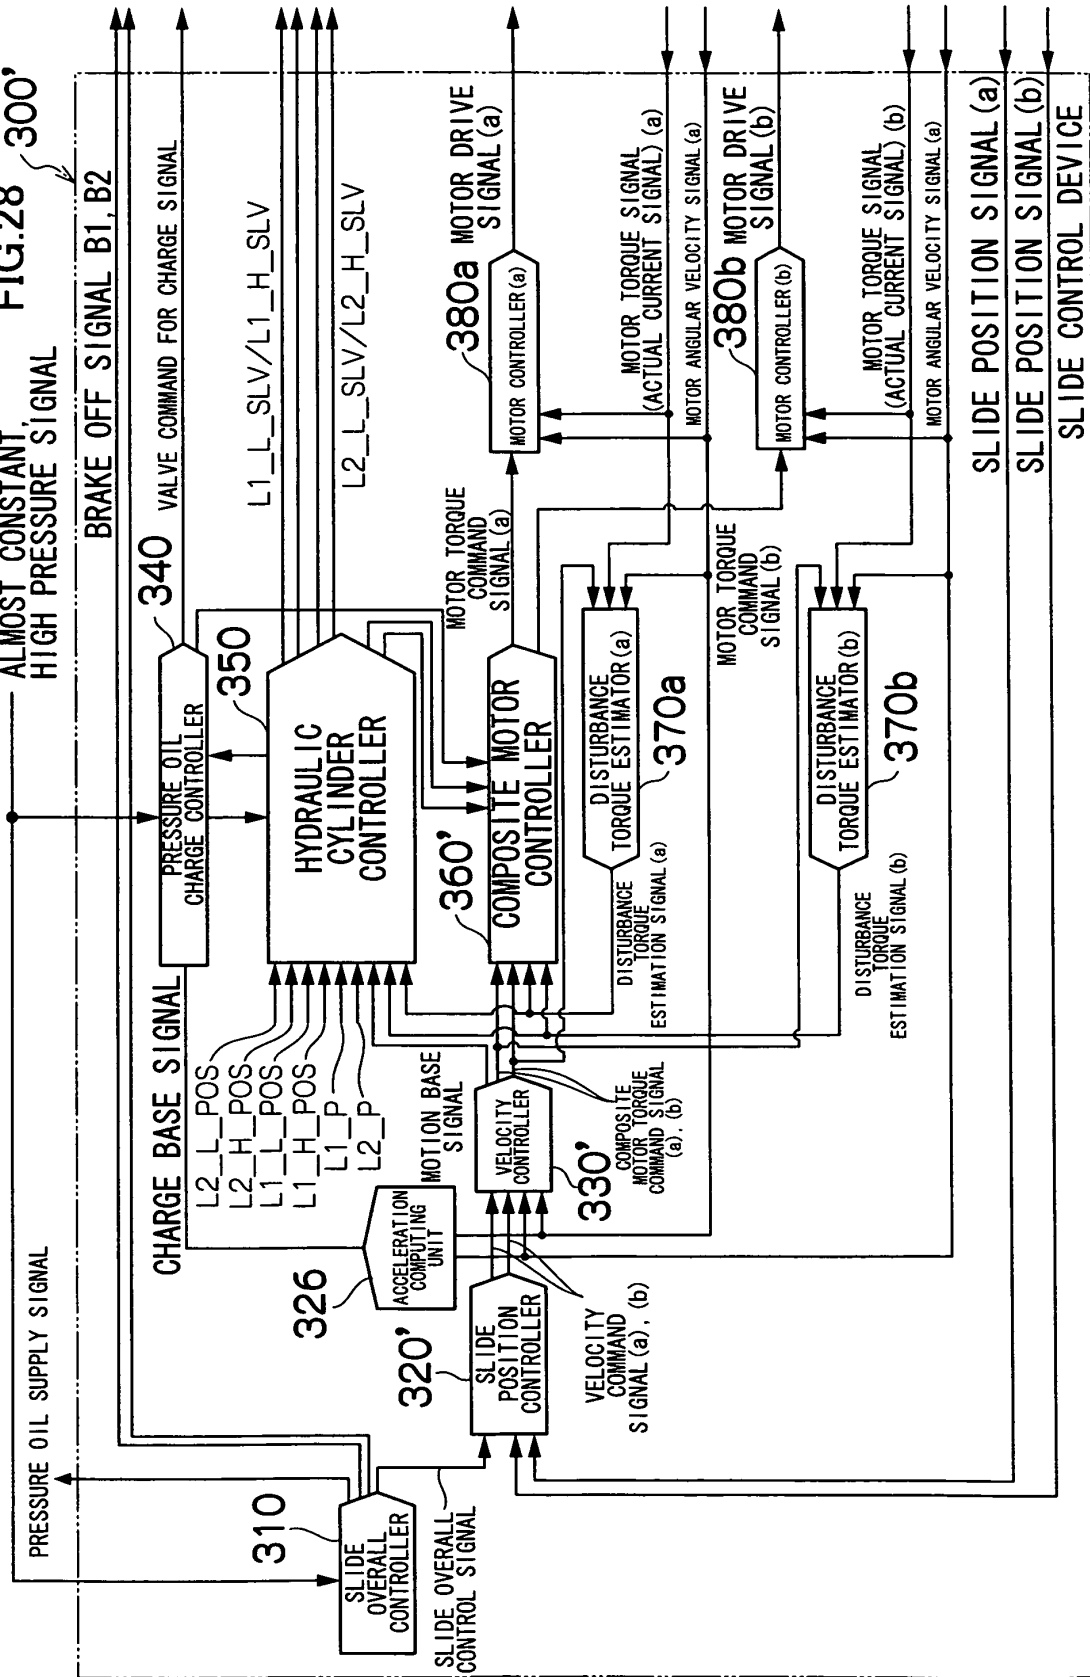 FIG.28
300'
ALMOST CONSTANT,
HIGH PRESSURE SIGNAL
PRESSURE OIL SUPPLY SIGNAL
BRAKE OFF SIGNAL B1, B2
VALVE COMMAND FOR CHARGE SIGNAL
340
PRESSURE OIL
CHARGE CONTROLLER
CHARGE BASE SIGNAL
L1_L_SLV/L1_H_SLV
L2_L_SLV/L2_H_SLV
350
HYDRAULIC
CYLINDER
CONTROLLER
L2_L_POS
L2_H_POS
L1_L_POS
L1_H_POS
L1_P
L2_P
310
SLIDE
OVERALL
CONTROLLER
SLIDE OVERALL
CONTROL SIGNAL
326
ACCELERATION
COMPUTING
UNIT
MOTION BASE
SIGNAL
320'
SLIDE
POSITION
CONTROLLER
VELOCITY
COMMAND
SIGNAL(a), (b)
VELOCITY
CONTROLLER
330'
COMPOSITE
MOTOR TORQUE
COMMAND SIGNAL
(a), (b)
360'
COMPOSITE MOTOR
CONTROLLER
MOTOR TORQUE
COMMAND
SIGNAL(a)
380a
MOTOR CONTROLLER(a)
MOTOR DRIVE
SIGNAL(a)
DISTURBANCE
TORQUE ESTIMATOR(a)
370a
DISTURBANCE
TORQUE
ESTIMATION SIGNAL(a)
MOTOR TORQUE SIGNAL
(ACTUAL CURRENT SIGNAL)(a)
MOTOR ANGULAR VELOCITY SIGNAL(a)
MOTOR TORQUE
COMMAND
SIGNAL(b)
380b
MOTOR CONTROLLER(b)
MOTOR DRIVE
SIGNAL(b)
DISTURBANCE
TORQUE ESTIMATOR(b)
370b
DISTURBANCE
TORQUE
ESTIMATION SIGNAL(b)
MOTOR TORQUE SIGNAL
(ACTUAL CURRENT SIGNAL)(b)
MOTOR ANGULAR VELOCITY SIGNAL(a)
SLIDE POSITION SIGNAL(a)
SLIDE POSITION SIGNAL(b)
SLIDE CONTROL DEVICE